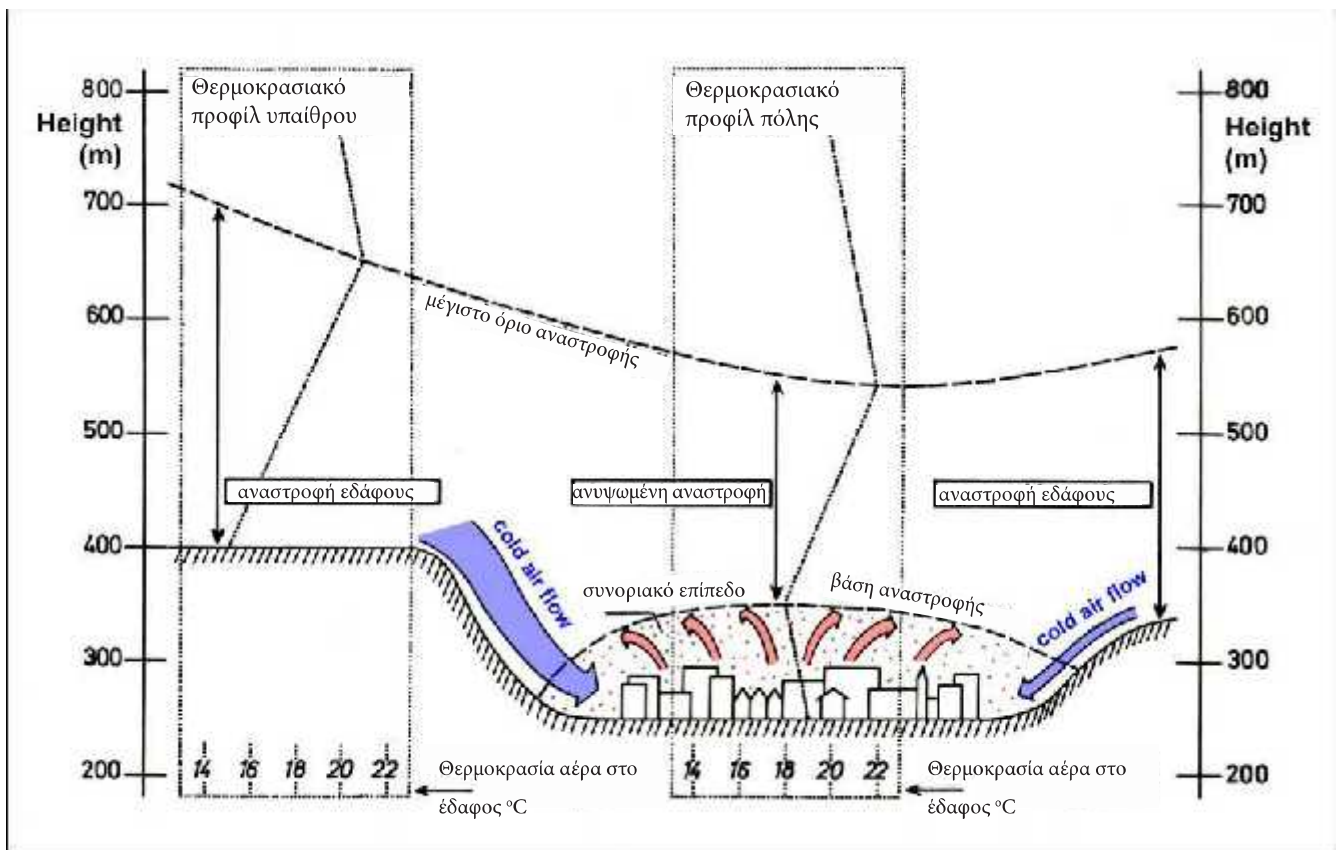 Θερμοκρασιακό
προφίλ υπαίθρου
Θερμοκρασιακό
προφίλ πόλης
800
Height
(m)
700
600
500
400
300
200
800
Height
(m)
700
600
500
400
300
200
μέγιστο όριο αναστροφής
αναστροφή εδάφους
ανυψωμένη αναστροφή
αναστροφή εδάφους
cold air flow
συνοριακό επίπεδο
βάση αναστροφής
cold air flow
14 16 18 20 22
Θερμοκρασία αέρα στο
έδαφος °C
14 16 18 20 22
Θερμοκρασία αέρα στο
έδαφος °C